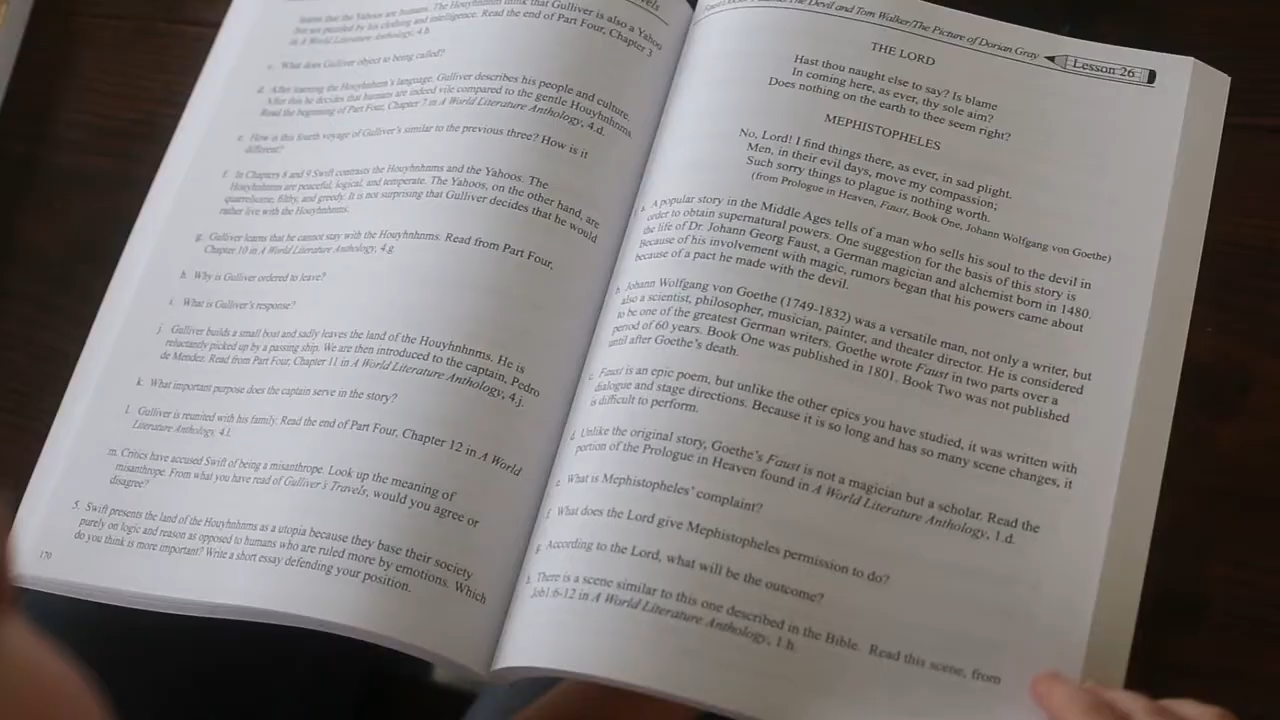 vels
learns that the Yahoos are humans. The Houyhnhnms think that Gulliver is also a Yahoo
but are puzzled by his clothing and intelligence. Read the end of Part Four, Chapter 3
in A World Literature Anthology, 4.b.
c. What does Gulliver object to being called?
d. After learning the Houyhnhnm's language, Gulliver describes his people and culture.
After this he decides that humans are indeed vile compared to the gentle Houyhnhnms.
Read the beginning of Part Four, Chapter 7 in A World Literature Anthology, 4.d.
e. How is this fourth voyage of Gulliver's similar to the previous three? How is it
different?
f. In Chapters 8 and 9 Swift contrasts the Houyhnhnms and the Yahoos. The
Houyhnhnms are peaceful, logical, and temperate. The Yahoos, on the other hand, are
quarrelsome, filthy, and greedy. It is not surprising that Gulliver decides that he would
rather live with the Houyhnhnms.
g. Gulliver learns that he cannot stay with the Houyhnhnms. Read from Part Four,
Chapter 10 in A World Literature Anthology, 4.g.
h. Why is Gulliver ordered to leave?
i. What is Gulliver's response?
j. Gulliver builds a small boat and sadly leaves the land of the Houyhnhnms. He is
reluctantly picked up by a passing ship. We are then introduced to the captain, Pedro
de Mendez. Read from Part Four, Chapter 11 in A World Literature Anthology, 4.j.
k. What important purpose does the captain serve in the story?
l. Gulliver is reunited with his family. Read the end of Part Four, Chapter 12 in A World
Literature Anthology, 4.l.
m. Critics have accused Swift of being a misanthrope. Look up the meaning of
misanthrope. From what you have read of Gulliver's Travels, would you agree or
disagree?
5. Swift presents the land of the Houyhnhnms as a utopia because they base their society
purely on logic and reason as opposed to humans who are ruled more by emotions. Which
do you think is more important? Write a short essay defending your position.
170
The Devil and Tom Walker/The Picture of Dorian Gray
Lesson 26
THE LORD
Hast thou naught else to say? Is blame
In coming here, as ever, thy sole aim?
Does nothing on the earth to thee seem right?
MEPHISTOPHELES
No, Lord! I find things there, as ever, in sad plight.
Men, in their evil days, move my compassion;
Such sorry things to plague is nothing worth.
(from Prologue in Heaven, Faust, Book One, Johann Wolfgang von Goethe)
a. A popular story in the Middle Ages tells of a man who sells his soul to the devil in
order to obtain supernatural powers. One suggestion for the basis of this story is
the life of Dr. Johann Georg Faust, a German magician and alchemist born in 1480.
Because of his involvement with magic, rumors began that his powers came about
because of a pact he made with the devil.
b. Johann Wolfgang von Goethe (1749-1832) was a versatile man, not only a writer, but
also a scientist, philosopher, musician, painter, and theater director. He is considered
to be one of the greatest German writers. Goethe wrote Faust in two parts over a
period of 60 years. Book One was published in 1801. Book Two was not published
until after Goethe's death.
c. Faust is an epic poem, but unlike the other epics you have studied, it was written with
dialogue and stage directions. Because it is so long and has so many scene changes, it
is difficult to perform.
d. Unlike the original story, Goethe's Faust is not a magician but a scholar. Read the
portion of the Prologue in Heaven found in A World Literature Anthology, 1.d.
e. What is Mephistopheles' complaint?
f. What does the Lord give Mephistopheles permission to do?
g. According to the Lord, what will be the outcome?
h. There is a scene similar to this one described in the Bible. Read this scene, from
Job1:6-12 in A World Literature Anthology, 1.h.